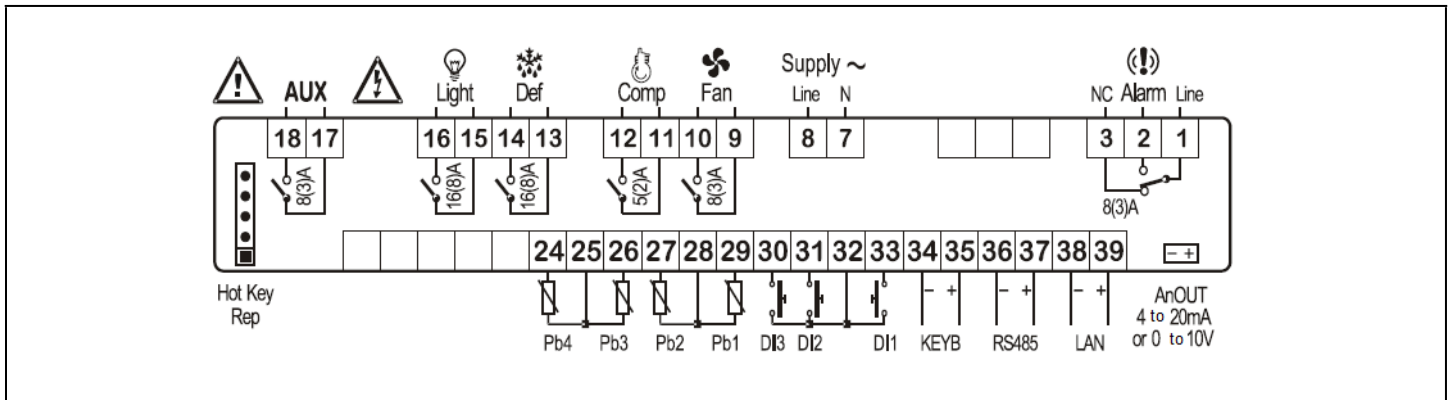 Supply ~
AUX Light Def Comp Fan Line N NC Alarm Line
18 17 16 15 14 13 12 11 10 9 8 7 3 2 1
8(3)A 16(8)A 16(8)A 5(2)A 8(3)A 8(3)A
24 25 26 27 28 29 30 31 32 33 34 35 36 37 38 39 - +
- + - + - +
Hot Key
Rep
Pb4 Pb3 Pb2 Pb1 DI3 DI2 DI1 KEYB RS485 LAN
AnOUT
4 to 20mA
or 0 to 10V